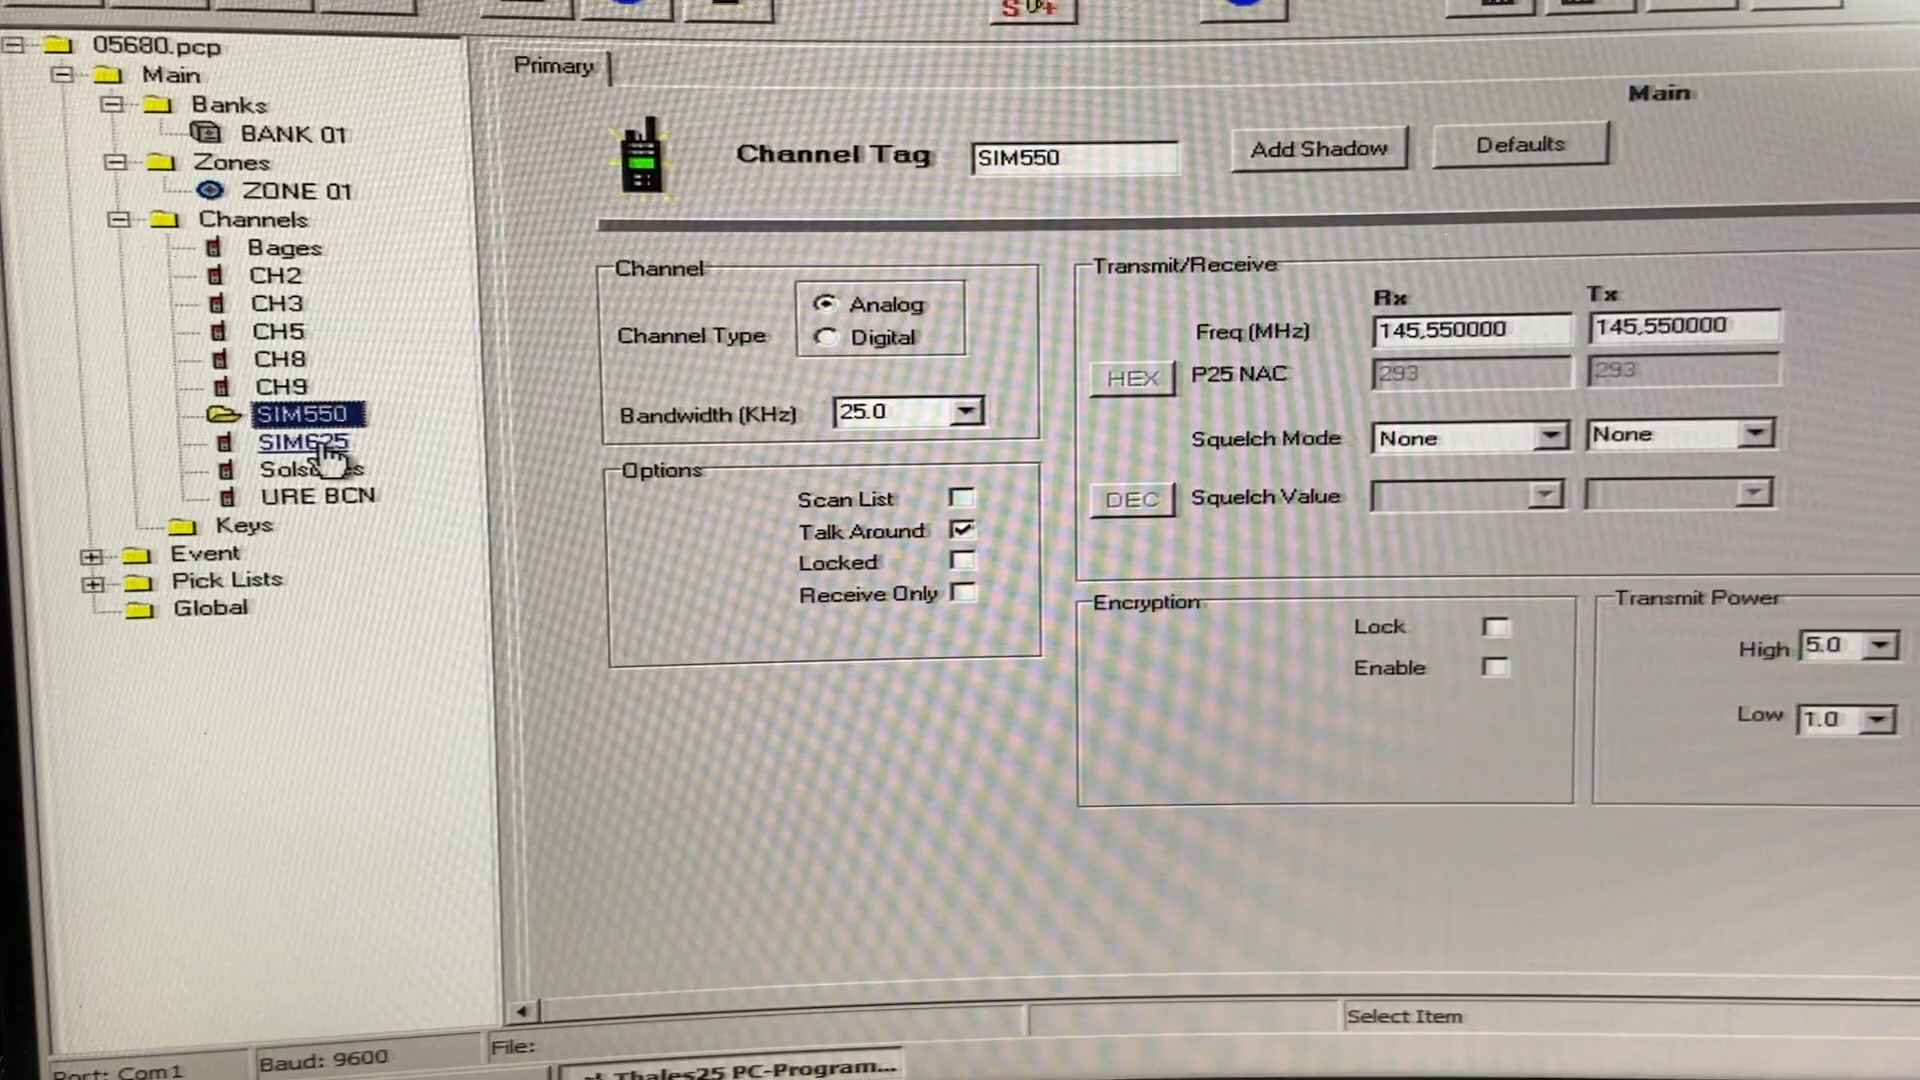 05680.pcp
Main
Banks
BANK 01
Zones
ZONE 01
Channels
Bages
CH2
CH3
CH5
CH8
CH9
SIM550
SIM625
URE BCN
Keys
Event
Pick Lists
Global
Primary
Main
Channel Tag SIM550 Add Shadow Defaults
Channel
Channel Type Analog
Digital
Bandwidth (KHz) 25.0
Options
Scan List
Talk Around
Locked
Receive Only
Transmit/Receive
Rx Tx
Freq (MHz) 145,550000 145,550000
HEX P25 NAC 293 293
Squelch Mode None None
DEC Squelch Value
Encryption
Lock
Enable
Transmit Power
High 5.0
Low 1.0
Select Item
Port: Com1 Baud: 9600 File:
Thales25 PC-Program...